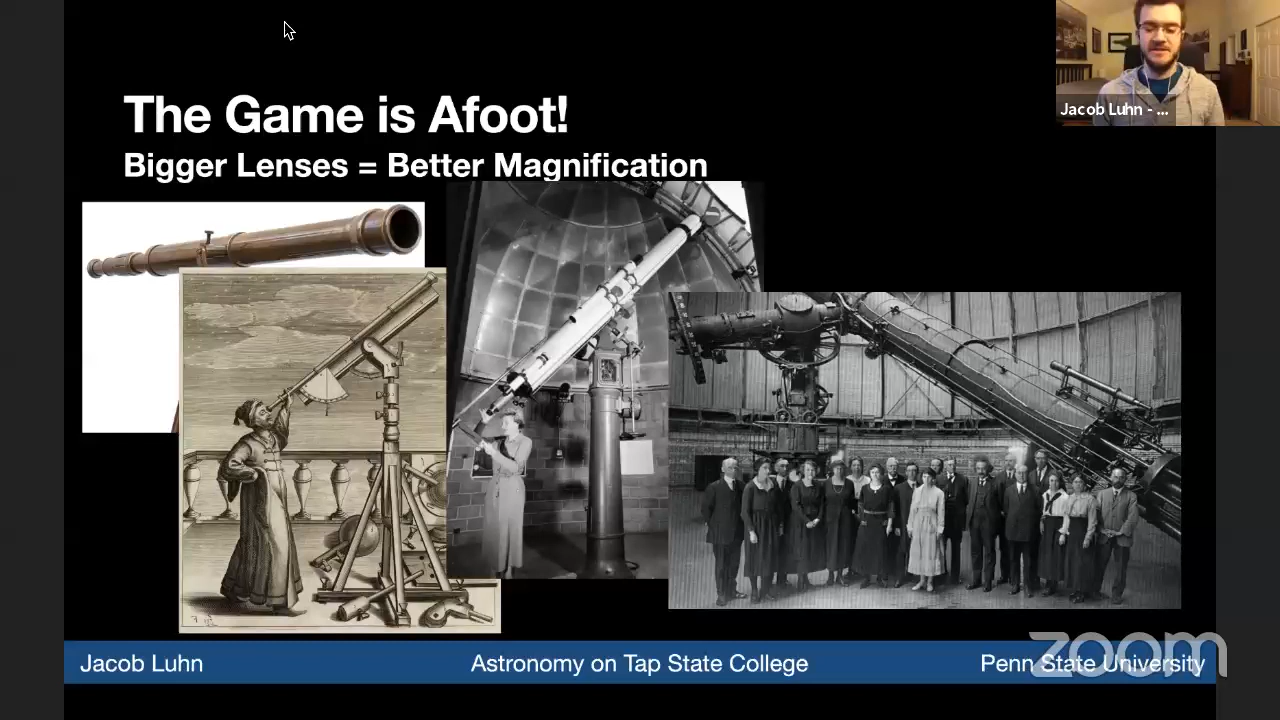 The Game is Afoot!
Bigger Lenses = Better Magnification
Jacob Luhn - ...
Jacob Luhn
Astronomy on Tap State College
Penn State University
zoom